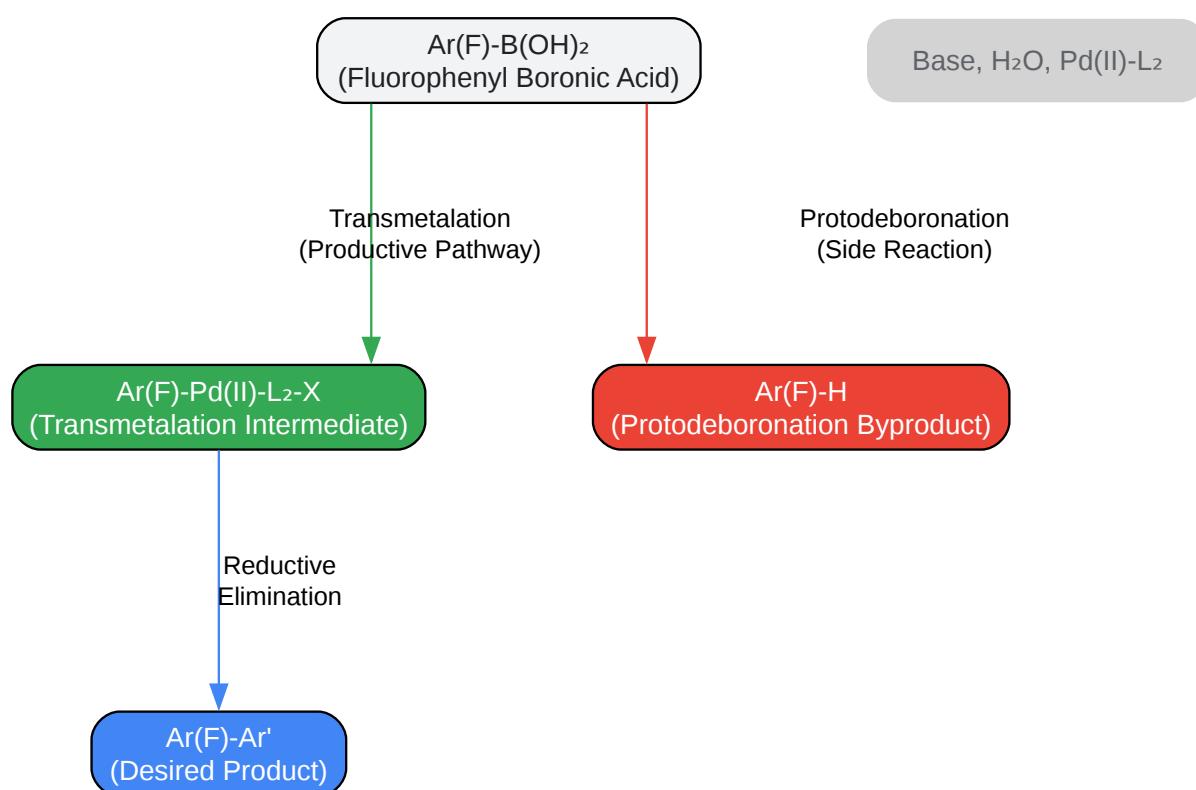 Ar(F)-B(OH)₂
(Fluorophenyl Boronic Acid)
Base, H₂O, Pd(II)-L₂
Transmetalation
(Productive Pathway)
Protodeboronation
(Side Reaction)
Ar(F)-Pd(II)-L₂-X
(Transmetalation Intermediate)
Ar(F)-H
(Protodeboronation Byproduct)
Reductive
Elimination
Ar(F)-Ar'
(Desired Product)